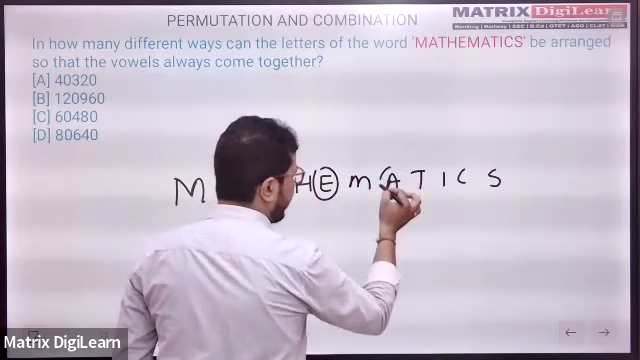 PERMUTATION AND COMBINATION
MATRIX DigiLearn
In how many different ways can the letters of the word 'MATHEMATICS' be arranged
so that the vowels always come together?
[A] 40320
[B] 120960
[C] 60480
[D] 80640
M H E M A T I C S
Matrix DigiLearn